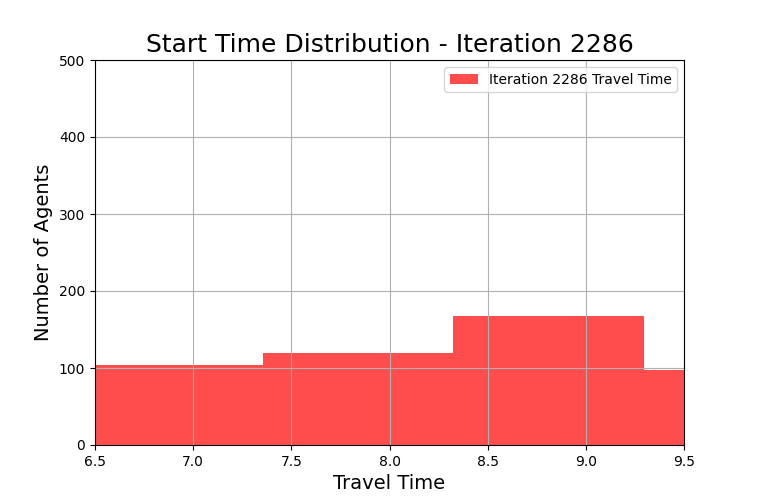 Start Time Distribution - Iteration 2286
Iteration 2286 Travel Time
Number of Agents
500
400
300
200
100
0
6.5 7.0 7.5 8.0 8.5 9.0 9.5
Travel Time